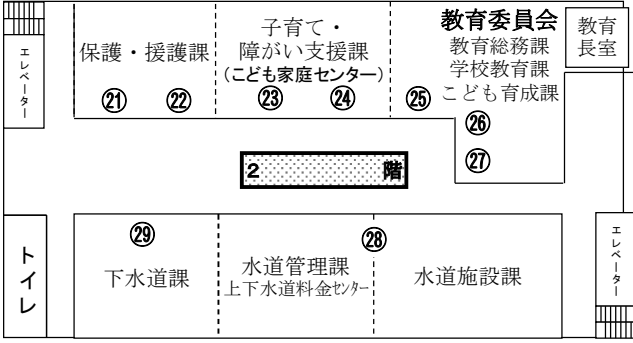 エレベーター
保護・援護課
㉑
㉒
子育て・
障がい支援課
(こども家庭センター)
㉓
㉔
㉕
教育委員会
教育総務課
学校教育課
こども育成課
㉖
㉗
教育
長室
2 階
トイレ
㉙
下水道課
水道管理課
上下水道料金センター
㉘
水道施設課
エレベーター